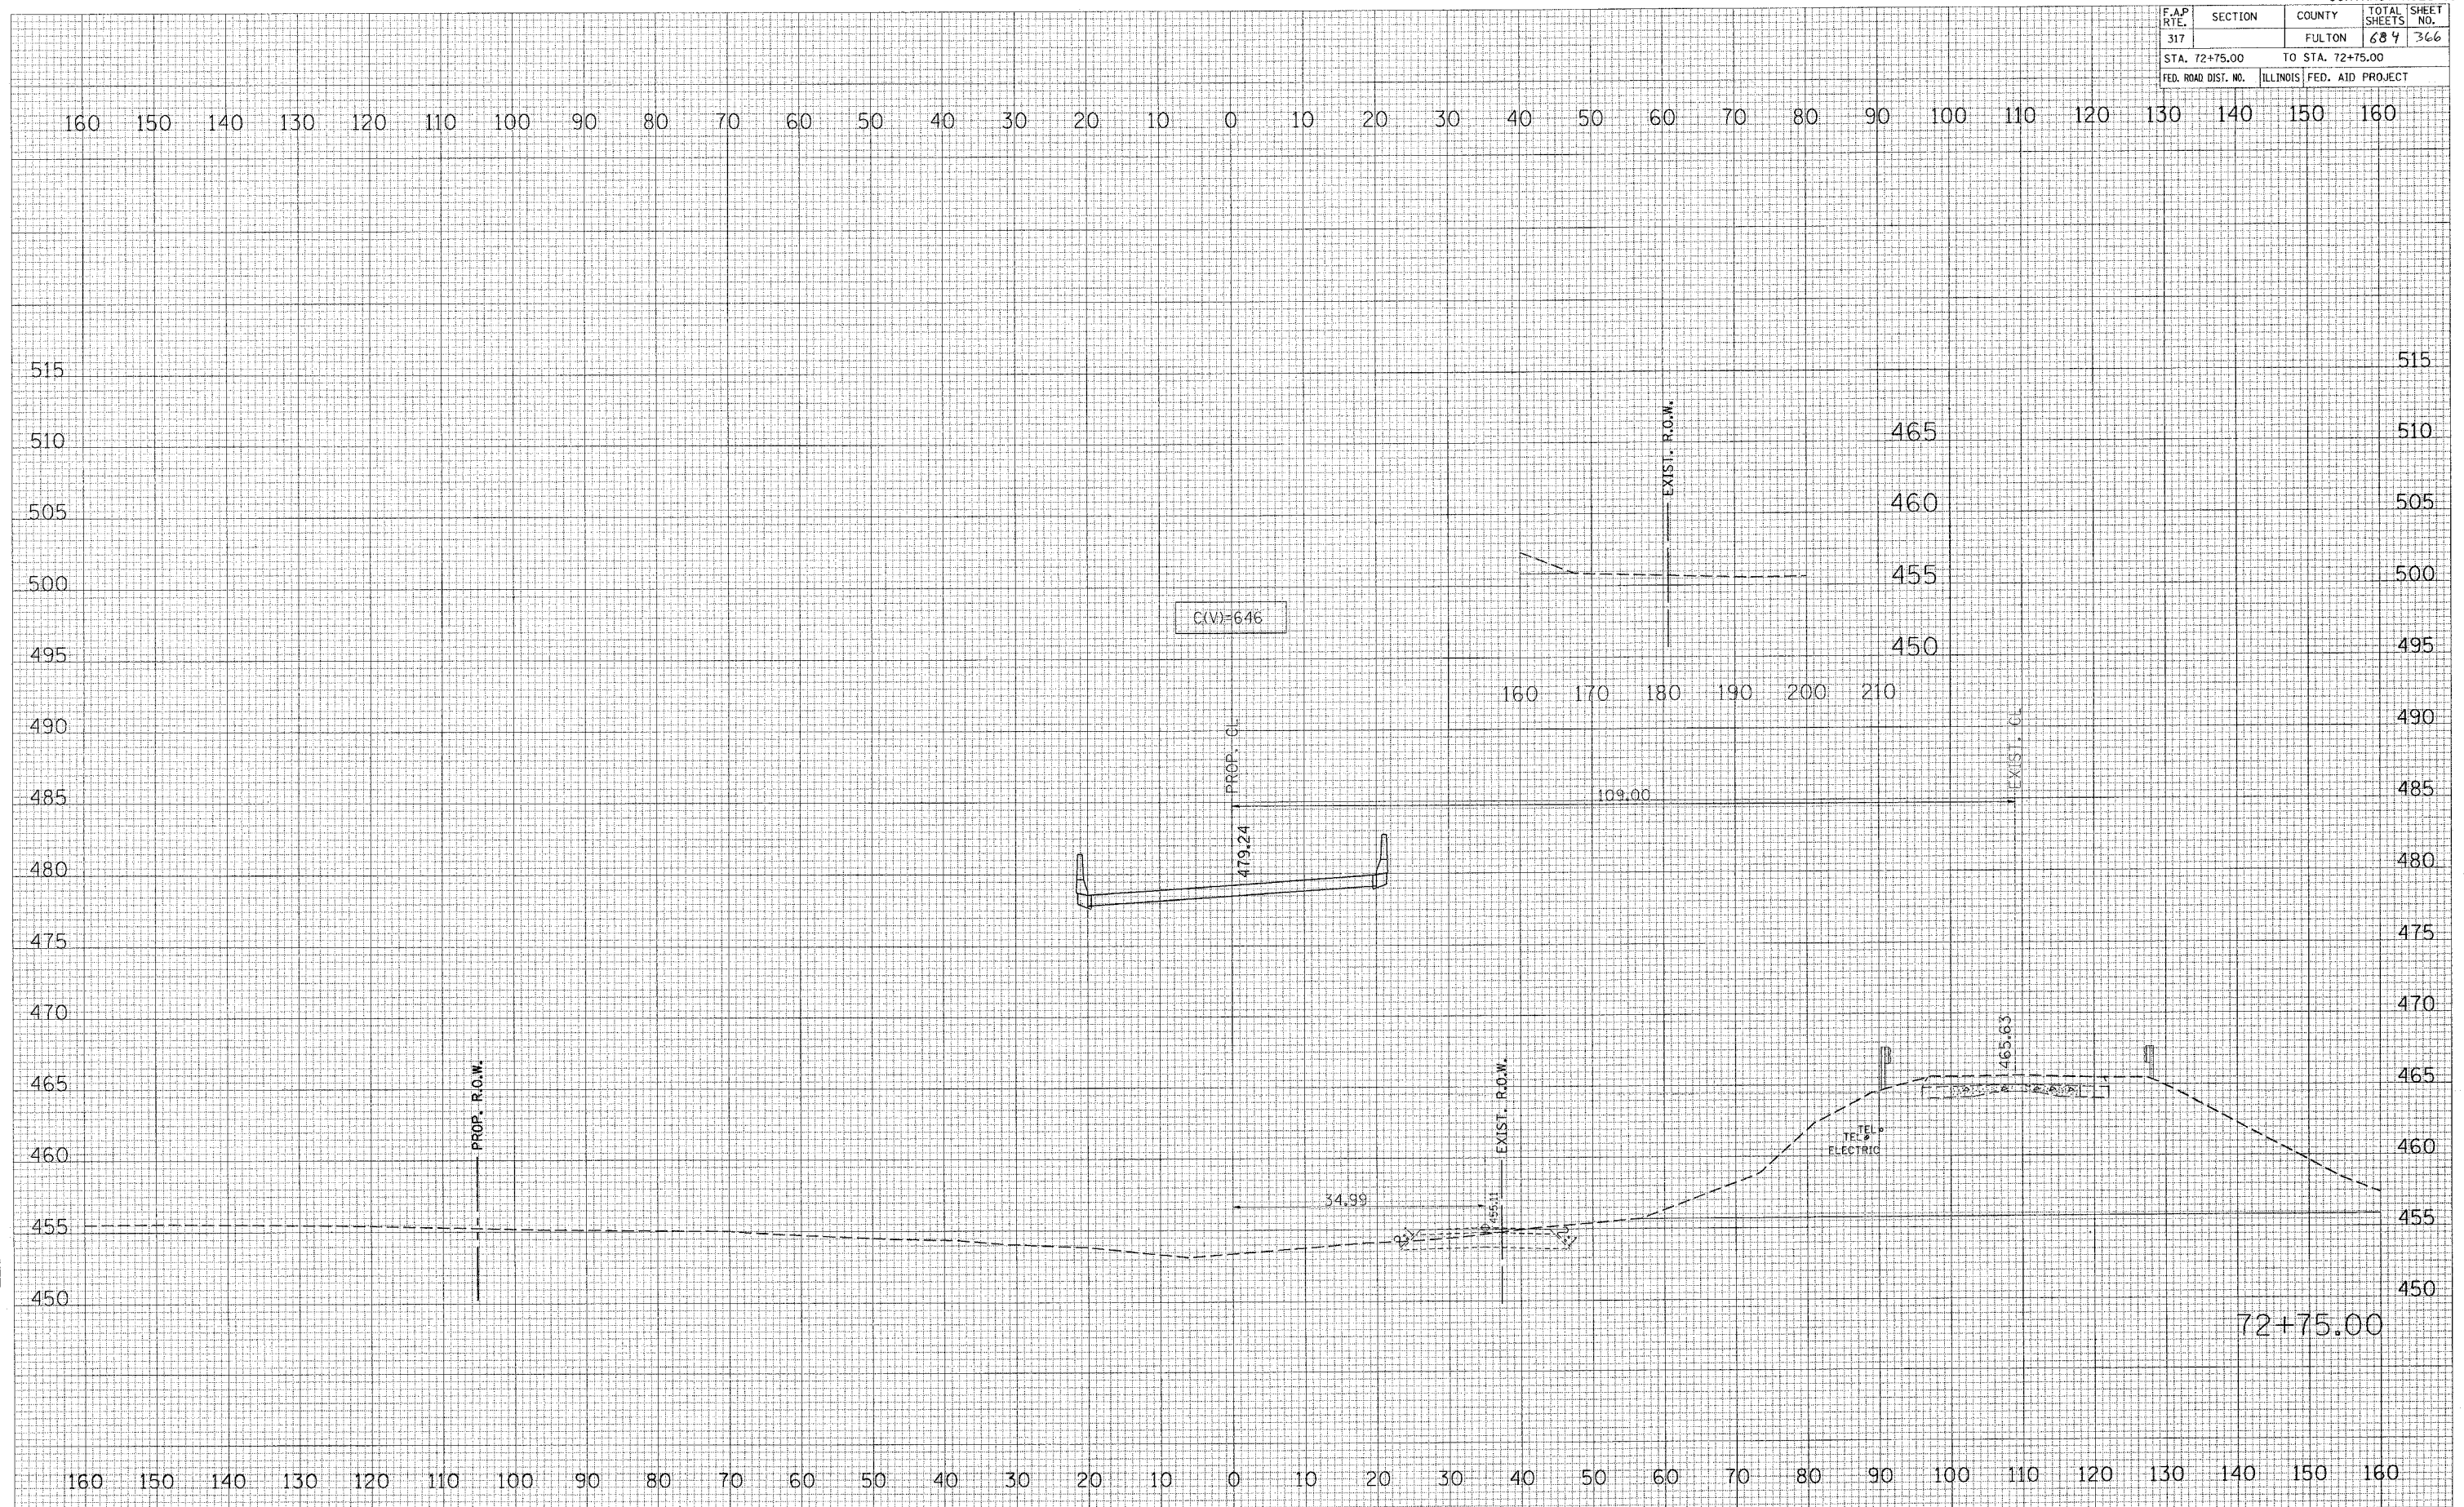 F.A.P. RTE. SECTION COUNTY TOTAL SHEETS SHEET NO.
317 FULTON 684 366
STA. 72+75.00 TO STA. 72+75.00
FED. ROAD DIST. NO. ILLINOIS FED. AID PROJECT
160 150 140 130 120 110 100 90 80 70 60 50 40 30 20 10 0 10 20 30 40 50 60 70 80 90 100 110 120 130 140 150 160
515 515
510 465 510
EXIST. R.O.W.
505 460 505
500 455 500
C(V)=646
495 450 495
160 170 180 190 200 210
490 490
PROP. CL
EXIST. CL
485 109.00 485
479.24
480 480
475 475
470 470
465.63
465 465
PROP. R.O.W.
EXIST. R.O.W.
TEL
TEL
ELECTRIC
460 460
34.99
455.11
455 455
450 450
72+75.00
160 150 140 130 120 110 100 90 80 70 60 50 40 30 20 10 0 10 20 30 40 50 60 70 80 90 100 110 120 130 140 150 160